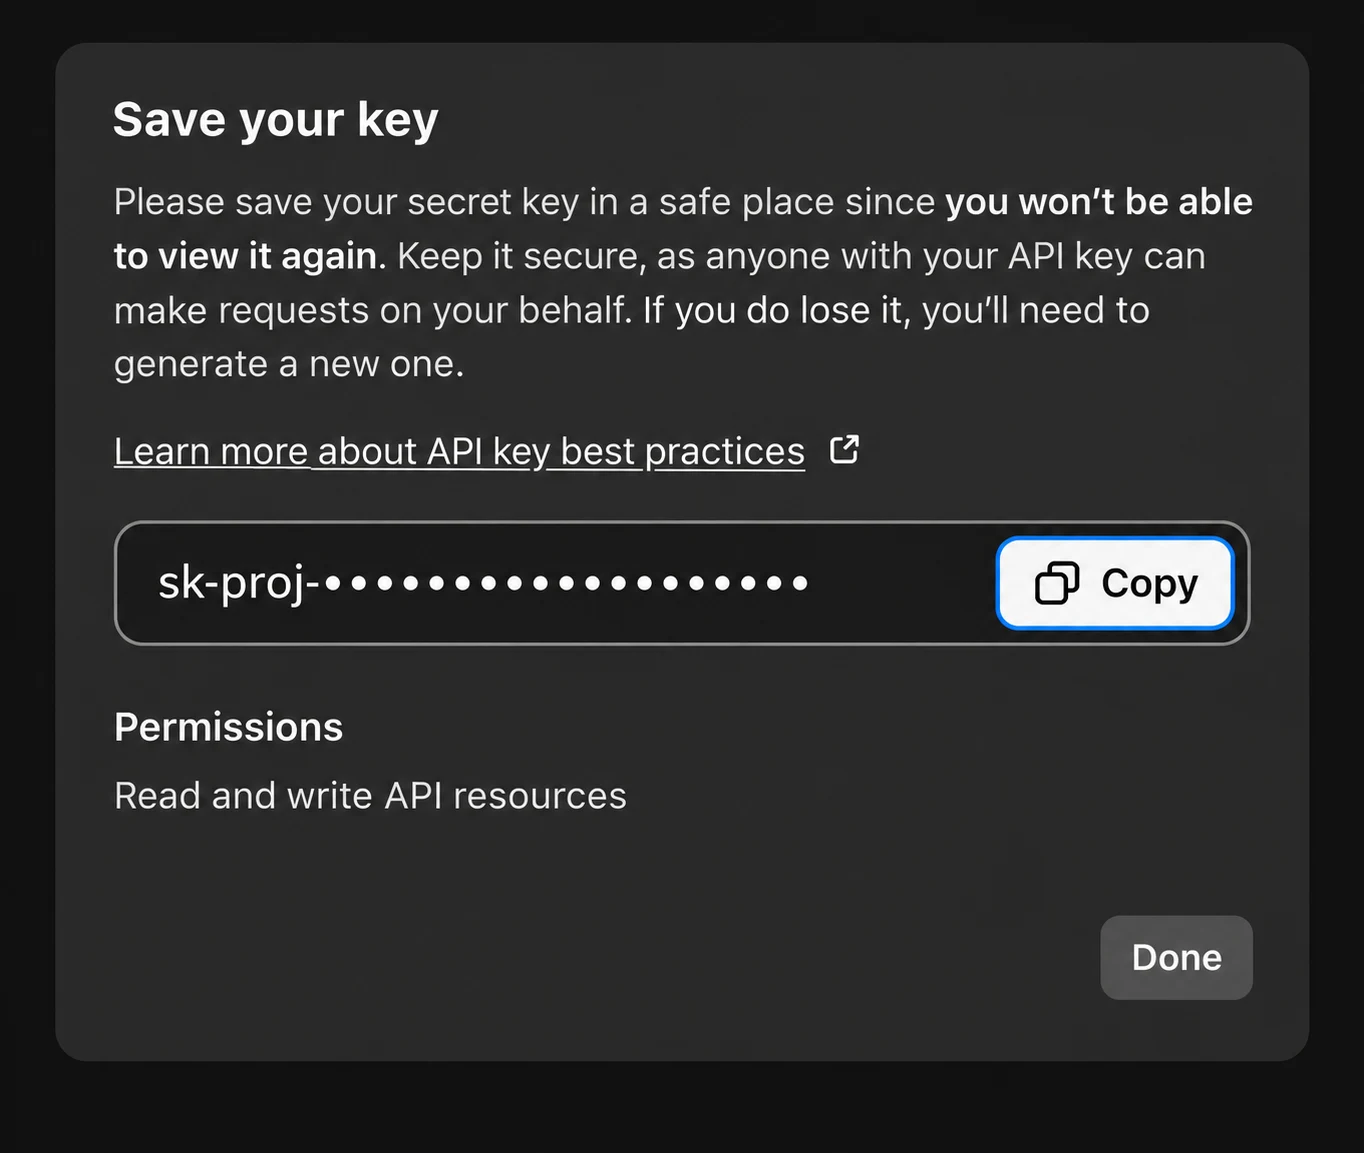 Save your key
Please save your secret key in a safe place since you won’t be able
to view it again. Keep it secure, as anyone with your API key can
make requests on your behalf. If you do lose it, you’ll need to
generate a new one.
Learn more about API key best practices
sk-proj-•••••••••••••••••••
Copy
Permissions
Read and write API resources
Done